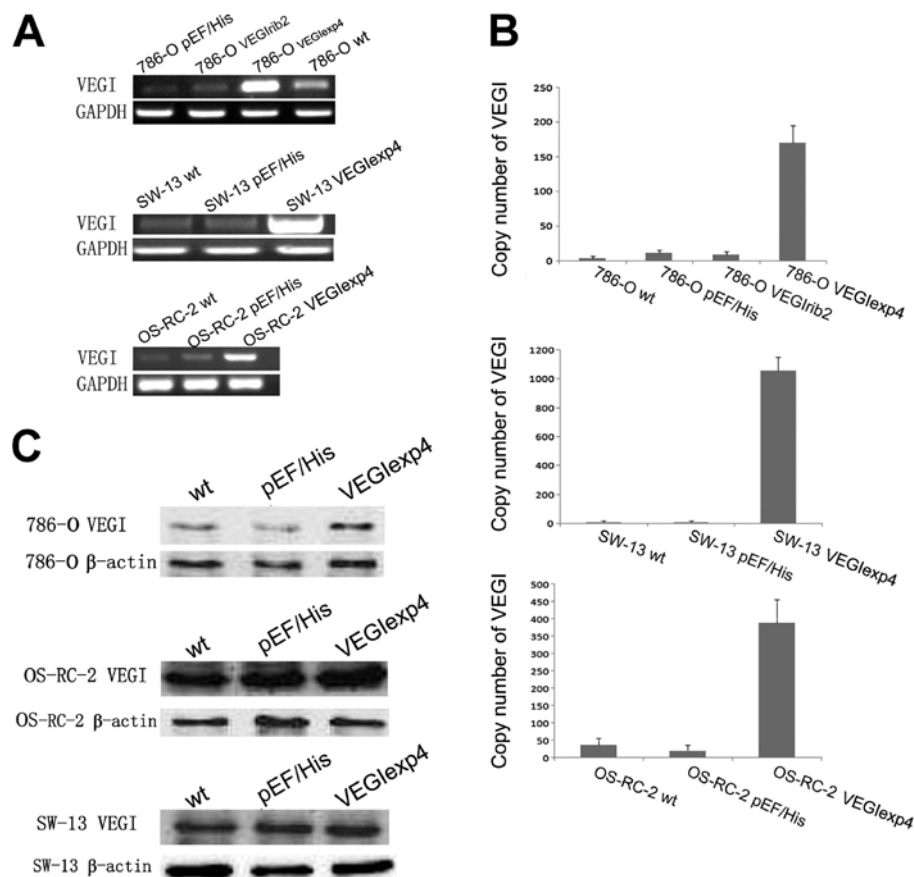 A
786-O pEF/His
786-O VEGIrib2
786-O VEGIexp4
786-O wt
VEGI
GAPDH
SW-13 wt
SW-13 pEF/His
SW-13 VEGIexp4
VEGI
GAPDH
OS-RC-2 wt
OS-RC-2 pEF/His
OS-RC-2 VEGIexp4
VEGI
GAPDH
B
Copy number of VEGI
250
200
150
100
50
0
786-O wt
786-O pEF/His
786-O VEGIrib2
786-O VEGIexp4
Copy number of VEGI
1200
1000
800
600
400
200
0
SW-13 wt
SW-13 pEF/His
SW-13 VEGIexp4
Copy number of VEGI
500
450
400
350
300
250
200
150
100
50
0
OS-RC-2 wt
OS-RC-2 pEF/His
OS-RC-2 VEGIexp4
C
wt
pEF/His
VEGIexp4
786-O VEGI
786-O β-actin
wt
pEF/His
VEGIexp4
OS-RC-2 VEGI
OS-RC-2 β-actin
wt
pEF/His
VEGIexp4
SW-13 VEGI
SW-13 β-actin